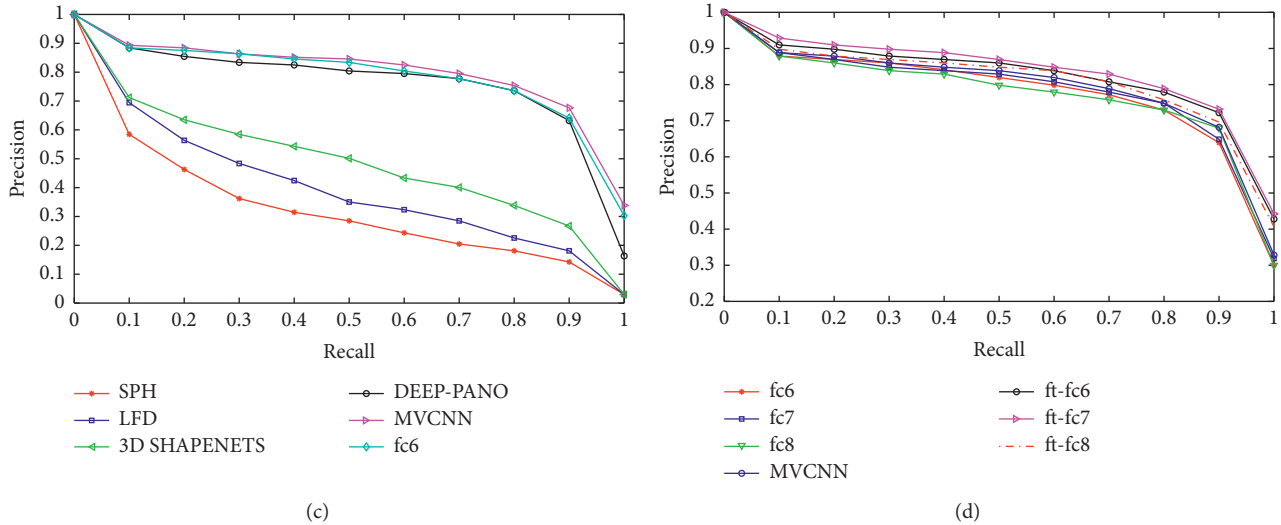 1
0.9
0.8
0.7
0.6
0.5
0.4
0.3
0.2
0.1
0
Precision
0 0.1 0.2 0.3 0.4 0.5 0.6 0.7 0.8 0.9 1
Recall
SPH DEEP-PANO
LFD MVCNN
3D SHAPENETS fc6
(c)
1
0.9
0.8
0.7
0.6
0.5
0.4
0.3
0.2
Precision
0 0.1 0.2 0.3 0.4 0.5 0.6 0.7 0.8 0.9 1
Recall
fc6 ft-fc6
fc7 ft-fc7
fc8 ft-fc8
MVCNN
(d)